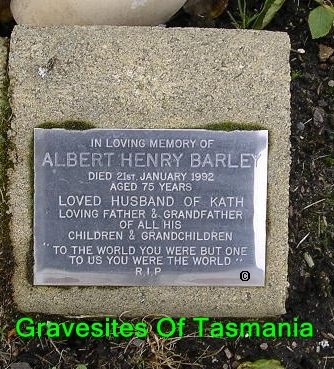 IN LOVING MEMORY OF
ALBERT HENRY BARLEY
DIED 21ST. JANUARY 1992
AGED 75 YEARS
LOVED HUSBAND OF KATH
LOVING FATHER & GRANDFATHER
OF ALL HIS
CHILDREN & GRANDCHILDREN
"TO THE WORLD YOU WERE BUT ONE
TO US YOU WERE THE WORLD"
R.I.P.
©
Gravesites Of Tasmania